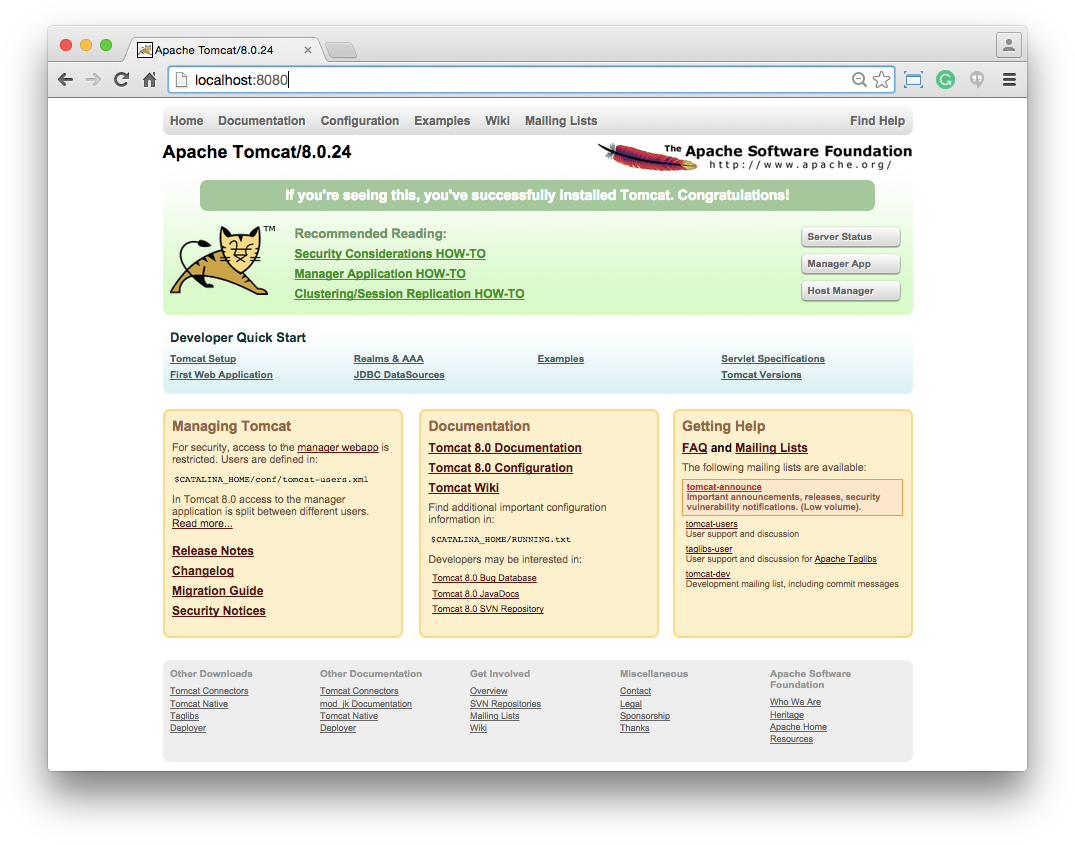 Apache Tomcat/8.0.24
localhost:8080
Home Documentation Configuration Examples Wiki Mailing Lists Find Help
Apache Tomcat/8.0.24
The Apache Software Foundation
http://www.apache.org/
If you're seeing this, you've successfully installed Tomcat. Congratulations!
TM
Recommended Reading:
Security Considerations HOW-TO
Manager Application HOW-TO
Clustering/Session Replication HOW-TO
Server Status
Manager App
Host Manager
Developer Quick Start
Tomcat Setup
First Web Application
Realms & AAA
JDBC DataSources
Examples
Servlet Specifications
Tomcat Versions
Managing Tomcat
For security, access to the manager webapp is
restricted. Users are defined in:
$CATALINA_HOME/conf/tomcat-users.xml
In Tomcat 8.0 access to the manager
application is split between different users.
Read more...
Release Notes
Changelog
Migration Guide
Security Notices
Documentation
Tomcat 8.0 Documentation
Tomcat 8.0 Configuration
Tomcat Wiki
Find additional important configuration
information in:
$CATALINA_HOME/RUNNING.txt
Developers may be interested in:
Tomcat 8.0 Bug Database
Tomcat 8.0 JavaDocs
Tomcat 8.0 SVN Repository
Getting Help
FAQ and Mailing Lists
The following mailing lists are available:
tomcat-announce
Important announcements, releases, security
vulnerability notifications. (Low volume).
tomcat-users
User support and discussion
taglibs-user
User support and discussion for Apache Taglibs
tomcat-dev
Development mailing list, including commit messages
Other Downloads
Tomcat Connectors
Tomcat Native
Taglibs
Deployer
Other Documentation
Tomcat Connectors
mod_jk Documentation
Tomcat Native
Deployer
Get Involved
Overview
SVN Repositories
Mailing Lists
Wiki
Miscellaneous
Contact
Legal
Sponsorship
Thanks
Apache Software
Foundation
Who We Are
Heritage
Apache Home
Resources